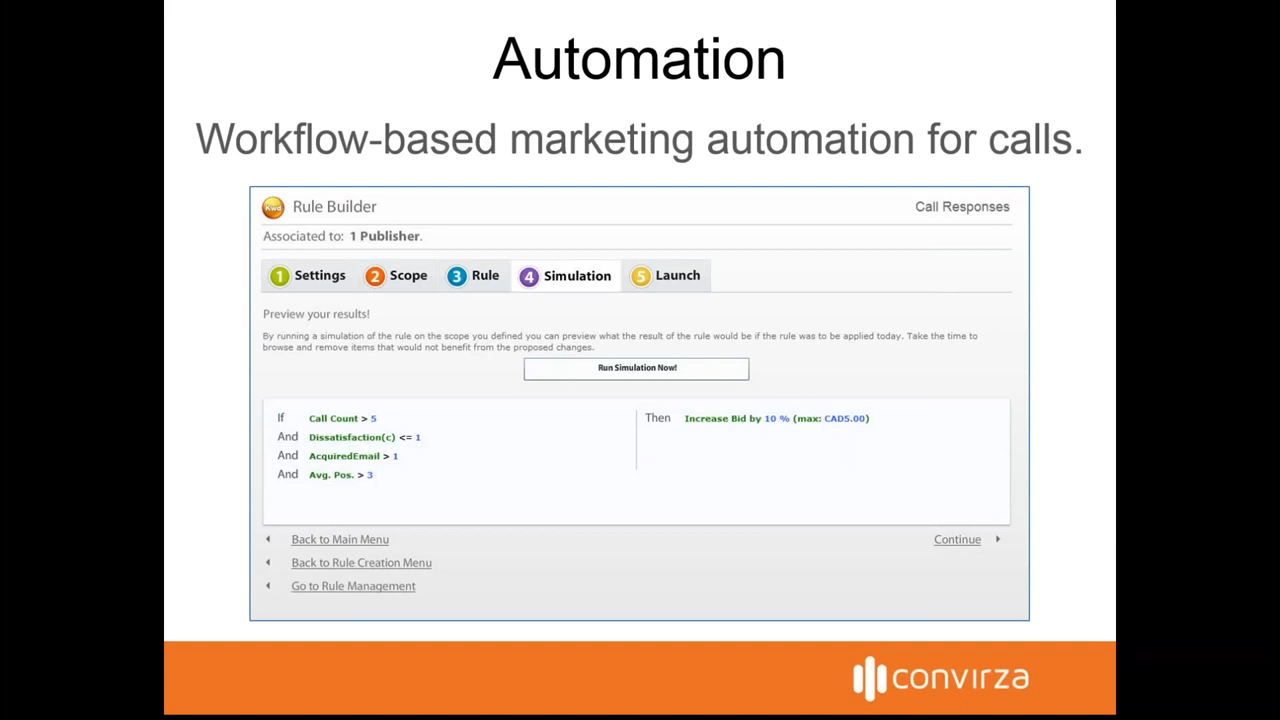 Automation
Workflow-based marketing automation for calls.
Kwd Rule Builder Call Responses
Associated to: 1 Publisher.
1 Settings 2 Scope 3 Rule 4 Simulation 5 Launch
Preview your results!
By running a simulation of the rule on the scope you defined you can preview what the result of the rule would be if the rule was to be applied today. Take the time to
browse and remove items that would not benefit from the proposed changes.
Run Simulation Now!
If Call Count > 5
And Dissatisfaction(c) <= 1
And AcquiredEmail > 1
And Avg. Pos. > 3
Then Increase Bid by 10 % (max: CAD5.00)
Back to Main Menu
Continue
Back to Rule Creation Menu
Go to Rule Management
convirza